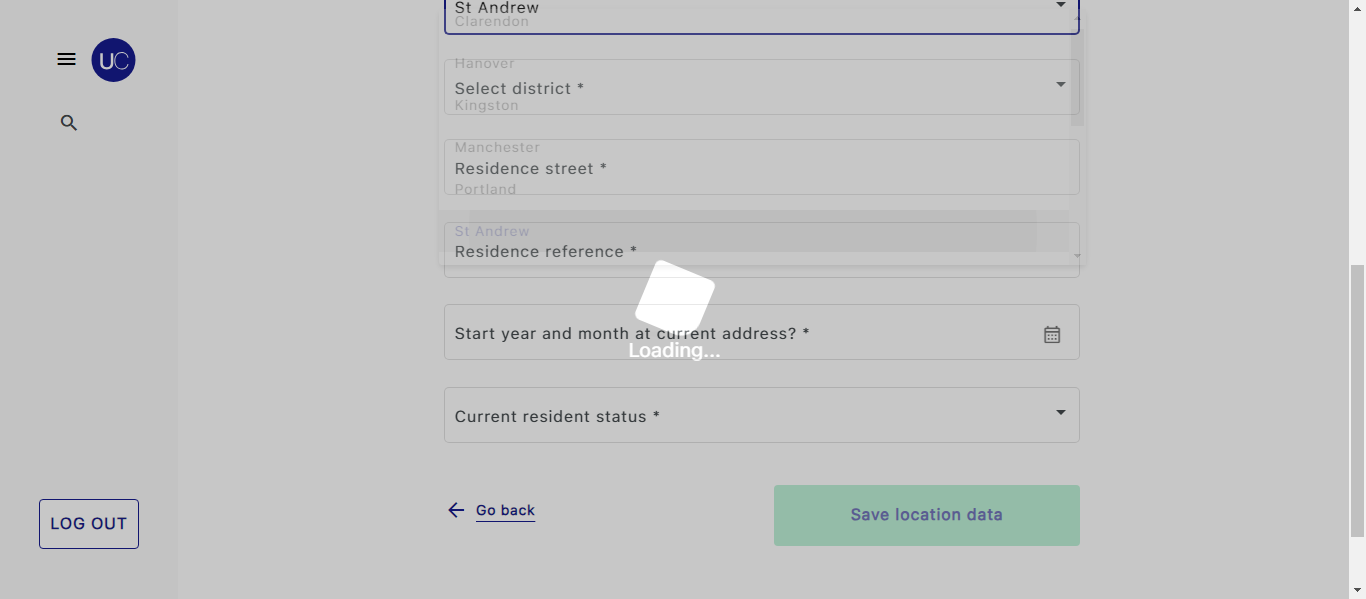 St Andrew
Clarendon
UC
Hanover
Select district *
Kingston
Manchester
Residence street *
Portland
St Andrew
Residence reference *
Start year and month at current address? *
Loading...
Current resident status *
Go back
Save location data
LOG OUT